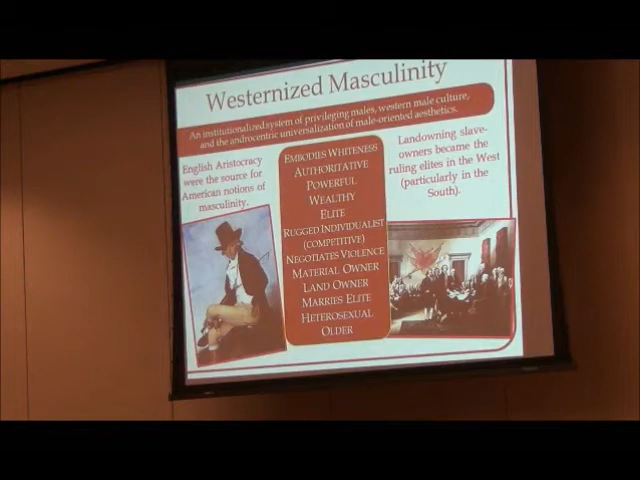 Westernized Masculinity
An institutionalized system of privileging males, western male culture,
and the androcentric universalization of male-oriented aesthetics.
English Aristocracy
were the source for
American notions of
masculinity.
EMBODIES WHITENESS
AUTHORITATIVE
POWERFUL
WEALTHY
ELITE
RUGGED INDIVIDUALIST
(COMPETITIVE)
NEGOTIATES VIOLENCE
MATERIAL OWNER
LAND OWNER
MARRIES ELITE
HETEROSEXUAL
OLDER
Landowning slave-
owners became the
ruling elites in the West
(particularly in the
South).